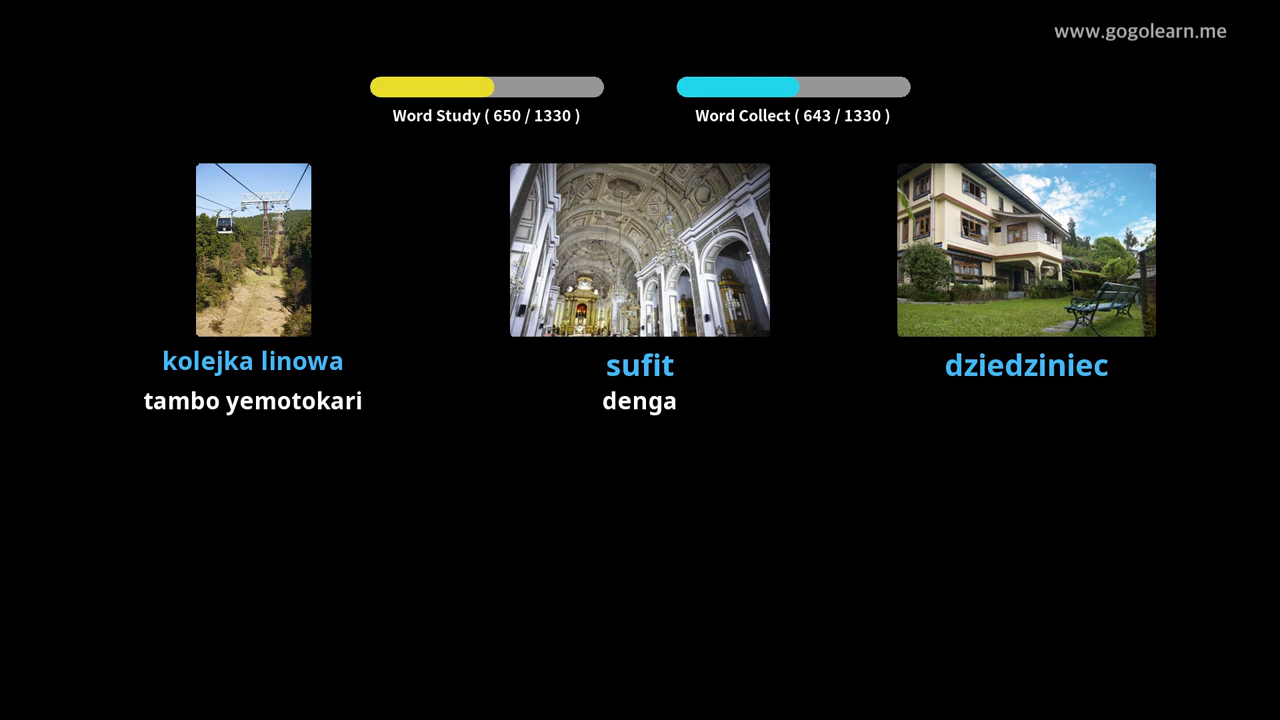 www.gogolearn.me
Word Study ( 650 / 1330 )
Word Collect ( 643 / 1330 )
kolejka linowa
sufit
dziedziniec
tambo yemotokari
denga